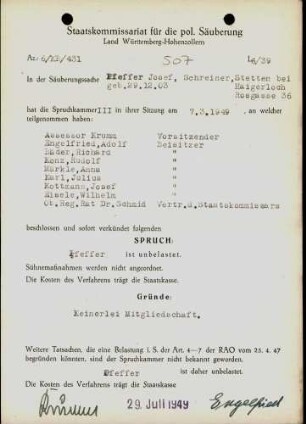 Staatskommissariat für die pol. Säuberung
Land Württemberg-Hohenzollern
Az: 6/22/431 507 4g/39
In der Säuberungssache Pfeffer Josef, Schreiner, Stetten bei
geb. 29.12.03 Haigerloch
Rosgasse 36
hat die Spruchkammer III in ihrer Sitzung am 7.3.1949, an welcher
teilgenommen haben:
Assessor Krumm Vorsitzender
Engelfried, Adolf Beisitzer
Bader, Richard "
Konz, Rudolf "
Märkle, Anna "
Karl, Julius "
Kottmann, Josef "
Eisele, Wilhelm "
Ob. Reg. Rat Dr. Schmid Vertr. d. Staatskommissars
beschlossen und sofort verkündet folgenden
SPRUCH:
Pfeffer ist unbelastet.
Sühnemaßnahmen werden nicht angeordnet.
Die Kosten des Verfahrens trägt die Staatskasse.
Gründe:
Keinerlei Mitgliedschaft.
Weitere Tatsachen, die eine Belastung i. S. der Art. 4—7 der RAO vom 25. 4. 47
begründen könnten, sind der Spruchkammer nicht bekannt geworden.
Pfeffer ist daher unbelastet.
Die Kosten des Verfahrens trägt die Staatskasse
Krumm 29. Juli 1949 Engelfried